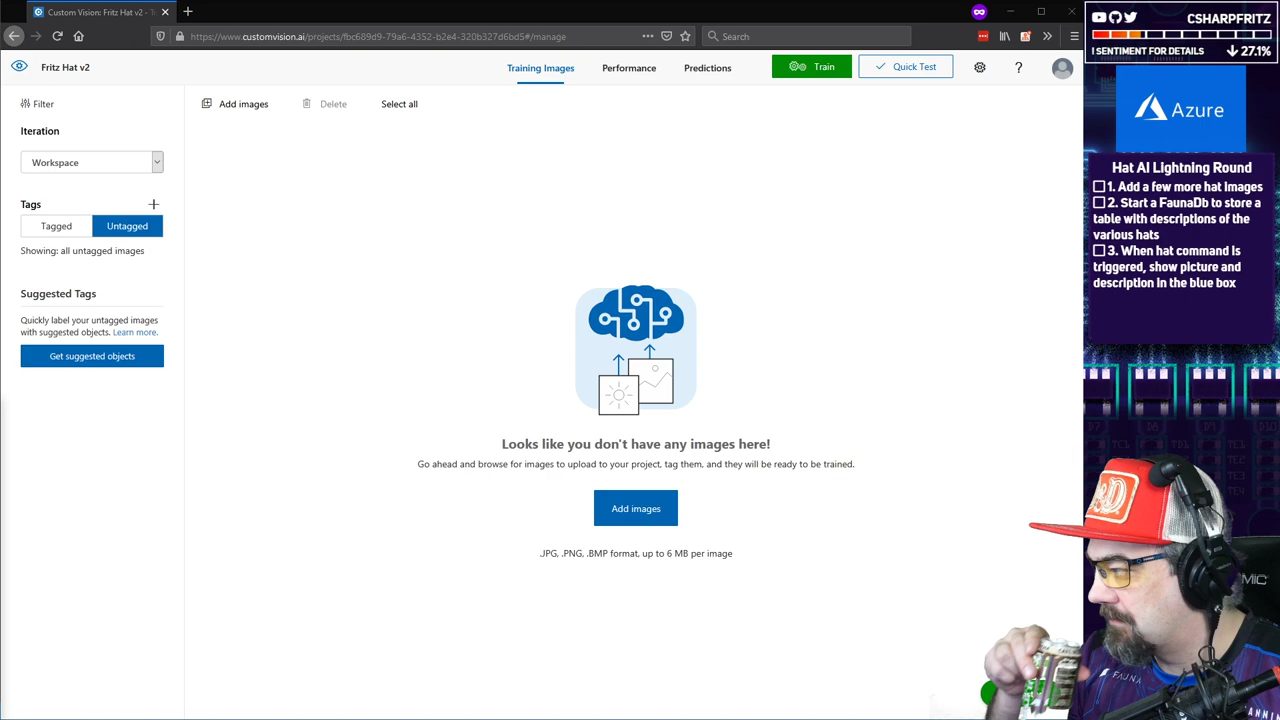 Custom Vision: Fritz Hat v2 - 
https://www.customvision.ai/projects/fbc689d9-79a6-4352-b2e4-320b327d6bd5#/manage
Search
CSHARPFRITZ
! SENTIMENT FOR DETAILS
27.1%
Fritz Hat v2
Training Images
Performance
Predictions
Train
Quick Test
?
Filter
Add images
Delete
Select all
Iteration
Workspace
Tags
Tagged
Untagged
Showing: all untagged images
Suggested Tags
Quickly label your untagged images
with suggested objects. Learn more.
Get suggested objects
Looks like you don't have any images here!
Go ahead and browse for images to upload to your project, tag them, and they will be ready to be trained.
Add images
.JPG, .PNG, .BMP format, up to 6 MB per image
Azure
Hat AI Lightning Round
1. Add a few more hat images
2. Start a FaunaDb to store a
table with descriptions of the
various hats
3. When hat command is
triggered, show picture and
description in the blue box
FAUNA